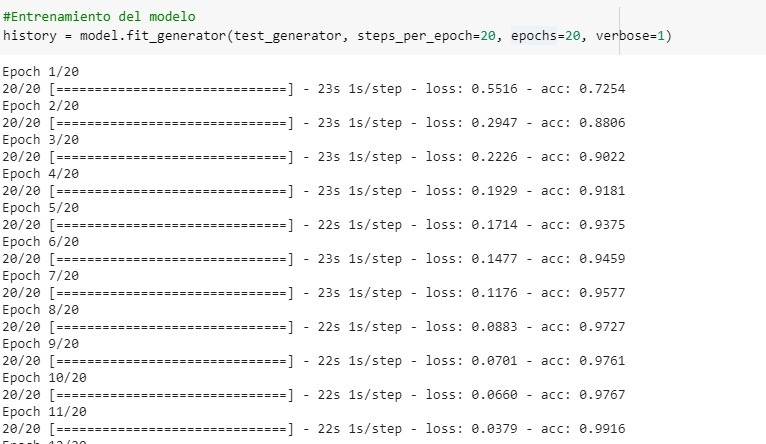 #Entrenamiento del modelo
history = model.fit_generator(test_generator, steps_per_epoch=20, epochs=20, verbose=1)
Epoch 1/20
20/20 [==============================] - 23s 1s/step - loss: 0.5516 - acc: 0.7254
Epoch 2/20
20/20 [==============================] - 23s 1s/step - loss: 0.2947 - acc: 0.8806
Epoch 3/20
20/20 [==============================] - 23s 1s/step - loss: 0.2226 - acc: 0.9022
Epoch 4/20
20/20 [==============================] - 23s 1s/step - loss: 0.1929 - acc: 0.9181
Epoch 5/20
20/20 [==============================] - 22s 1s/step - loss: 0.1714 - acc: 0.9375
Epoch 6/20
20/20 [==============================] - 23s 1s/step - loss: 0.1477 - acc: 0.9459
Epoch 7/20
20/20 [==============================] - 23s 1s/step - loss: 0.1176 - acc: 0.9577
Epoch 8/20
20/20 [==============================] - 22s 1s/step - loss: 0.0883 - acc: 0.9727
Epoch 9/20
20/20 [==============================] - 22s 1s/step - loss: 0.0701 - acc: 0.9761
Epoch 10/20
20/20 [==============================] - 22s 1s/step - loss: 0.0660 - acc: 0.9767
Epoch 11/20
20/20 [==============================] - 22s 1s/step - loss: 0.0379 - acc: 0.9916
Epoch 12/20